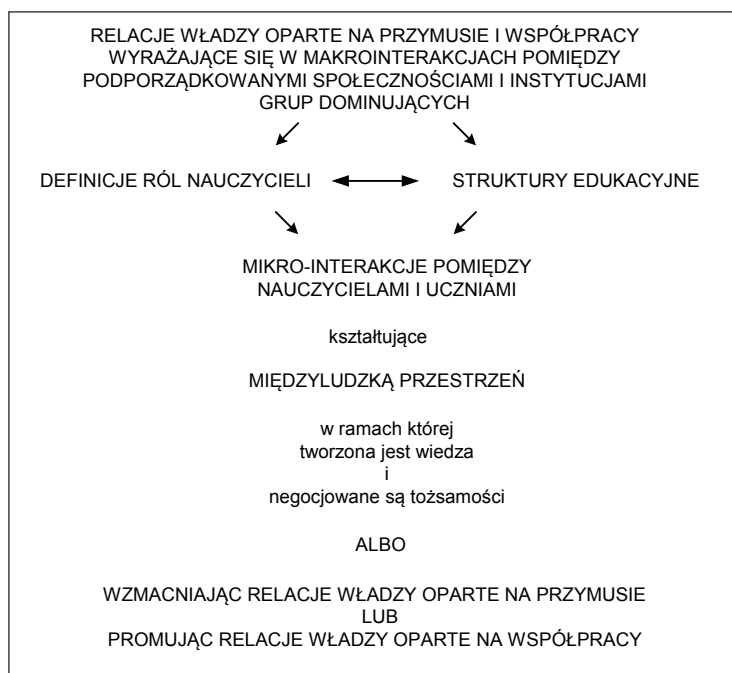 RELACJE WŁADZY OPARTE NA PRZYMUSIE I WSPÓŁPRACY
WYRAŻAJĄCE SIĘ W MAKROINTERAKCJACH POMIĘDZY
PODPORZĄDKOWANYMI SPOŁECZNOŚCIAMI I INSTYTUCJAMI
GRUP DOMINUJĄCYCH
DEFINICJE RÓL NAUCZYCIELI STRUKTURY EDUKACYJNE
MIKRO-INTERAKCJE POMIĘDZY
NAUCZYCIELAMI I UCZNIAMI
kształtujące
MIĘDZYLUDZKĄ PRZESTRZEŃ
w ramach której
tworzona jest wiedza
i
negocjowane są tożsamości
ALBO
WZMACNIAJĄC RELACJE WŁADZY OPARTE NA PRZYMUSIE
LUB
PROMUJĄC RELACJE WŁADZY OPARTE NA WSPÓŁPRACY